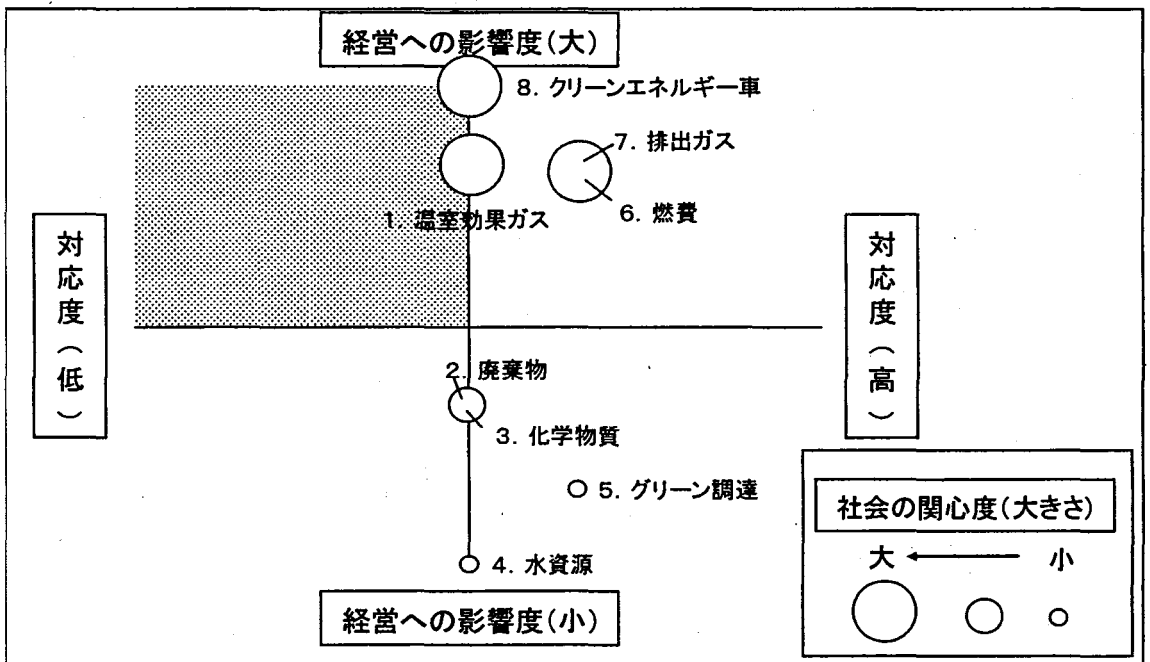 経営への影響度(大)
8. クリーンエネルギー車
7. 排出ガス
6. 燃費
1. 温室効果ガス
対応度(低)
対応度(高)
2. 廃棄物
3. 化学物質
5. グリーン調達
4. 水資源
経営への影響度(小)
社会の関心度(大きさ)
大 小